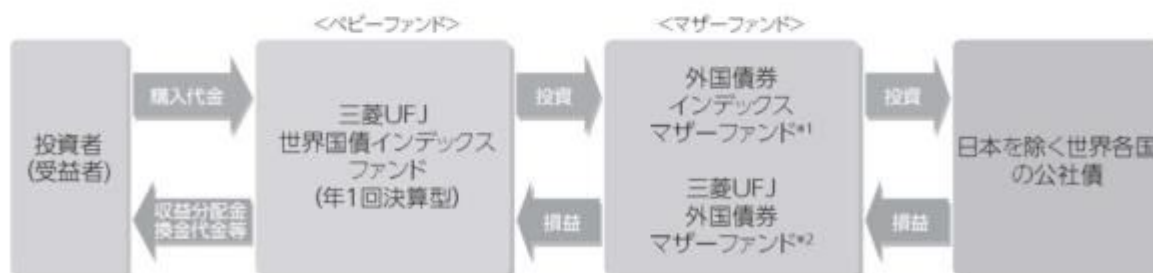 <ベビーファンド>
<マザーファンド>
投資者
(受益者)
購入代金
収益分配金
換金代金等
三菱UFJ
世界国債インデックス
ファンド
(年1回決算型)
投資
損益
外国債券
インデックス
マザーファンド*1
三菱UFJ
外国債券
マザーファンド*2
投資
損益
日本を除く世界各国
の公社債